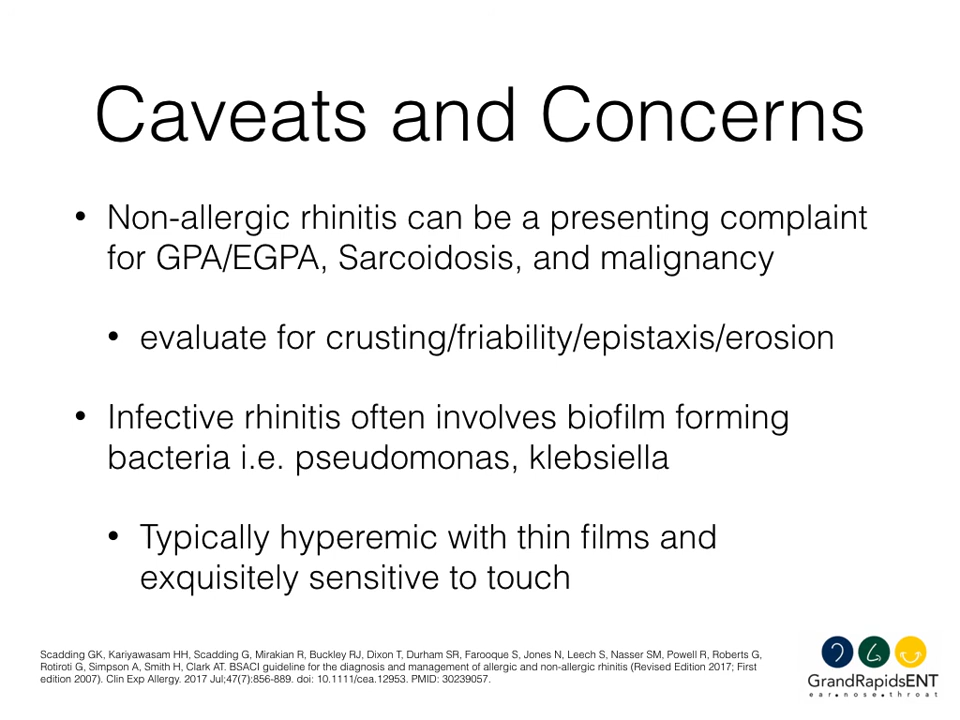 Caveats and Concerns
• Non-allergic rhinitis can be a presenting complaint
for GPA/EGPA, Sarcoidosis, and malignancy
• evaluate for crusting/friability/epistaxis/erosion
• Infective rhinitis often involves biofilm forming
bacteria i.e. pseudomonas, klebsiella
• Typically hyperemic with thin films and
exquisitely sensitive to touch
Scadding GK, Kariyawasam HH, Scadding G, Mirakian R, Buckley RJ, Dixon T, Durham SR, Farooque S, Jones N, Leech S, Nasser SM, Powell R, Roberts G,
Rotiroti G, Simpson A, Smith H, Clark AT. BSACI guideline for the diagnosis and management of allergic and non-allergic rhinitis (Revised Edition 2017; First
edition 2007). Clin Exp Allergy. 2017 Jul;47(7):856-889. doi: 10.1111/cea.12953. PMID: 30239057.
GrandRapidsENT
ear.nose.throat